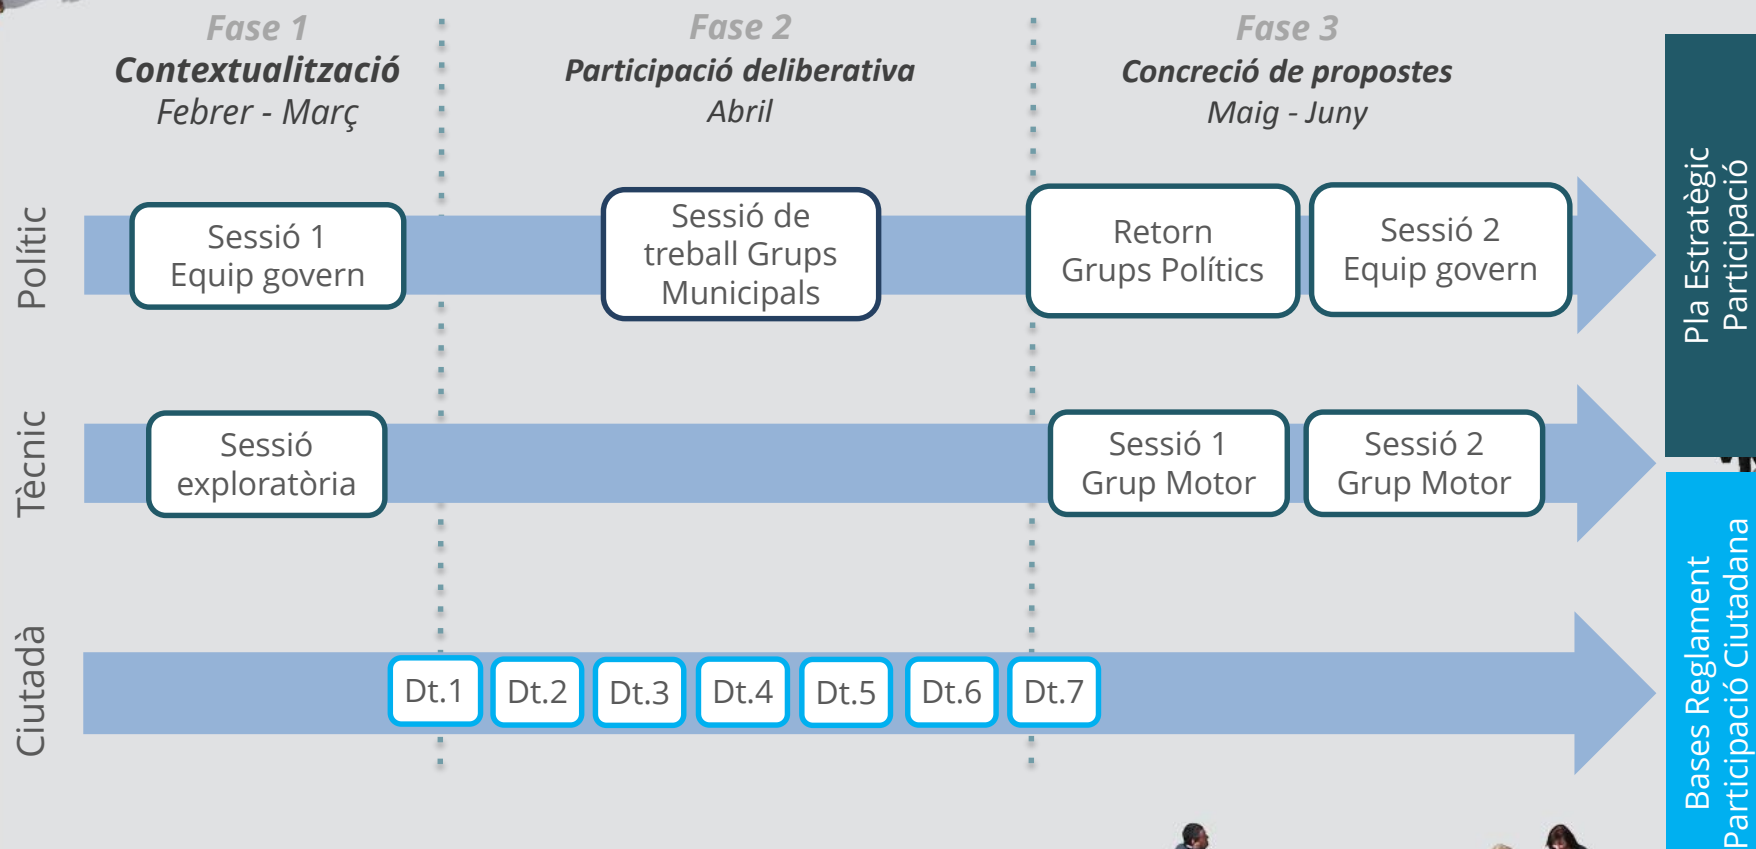 Fase 1
Contextualització
Febrer - Març
Fase 2
Participació deliberativa
Abril
Fase 3
Concreció de propostes
Maig - Juny
Polític
Sessió 1
Equip govern
Sessió de
treball Grups
Municipals
Retorn
Grups Polítics
Sessió 2
Equip govern
Tècnic
Sessió
exploratòria
Sessió 1
Grup Motor
Sessió 2
Grup Motor
Ciutadà
Dt.1
Dt.2
Dt.3
Dt.4
Dt.5
Dt.6
Dt.7
Pla Estratègic
Participació
Bases Reglament
Participació Ciutadana